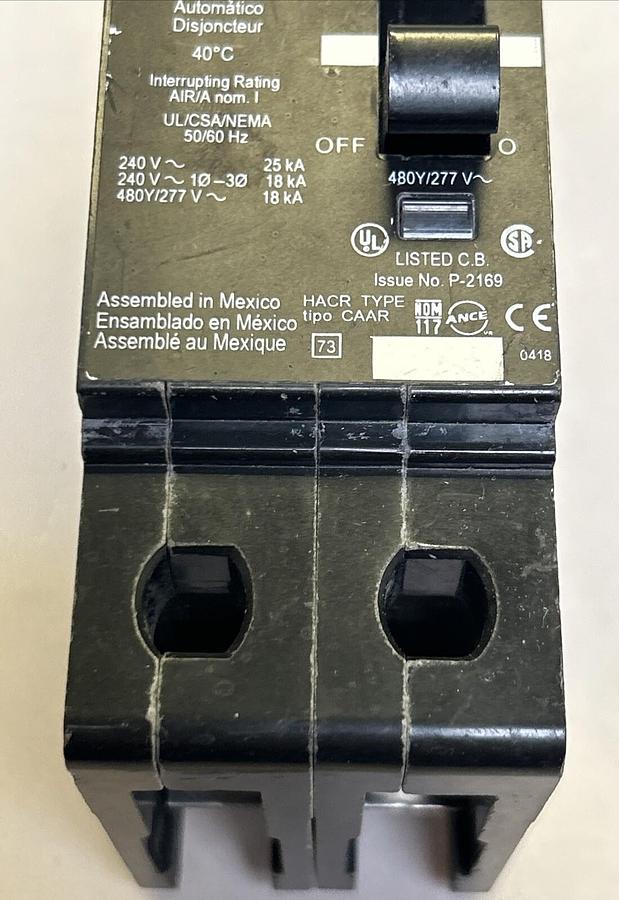 Automático
Disjoncteur
40°C
Interrupting Rating
AIR/A nom. I
UL/CSA/NEMA
50/60 Hz
240 V ~ 25 kA
240 V ~ 1Ø–3Ø 18 kA
480Y/277 V ~ 18 kA
OFF O
480Y/277 V~
UL SA
LISTED C.B.
Issue No. P-2169
Assembled in Mexico
Ensamblado en México
Assemblé au Mexique
HACR TYPE
tipo CAAR
73
NOM
117
ANCE
CE
0418